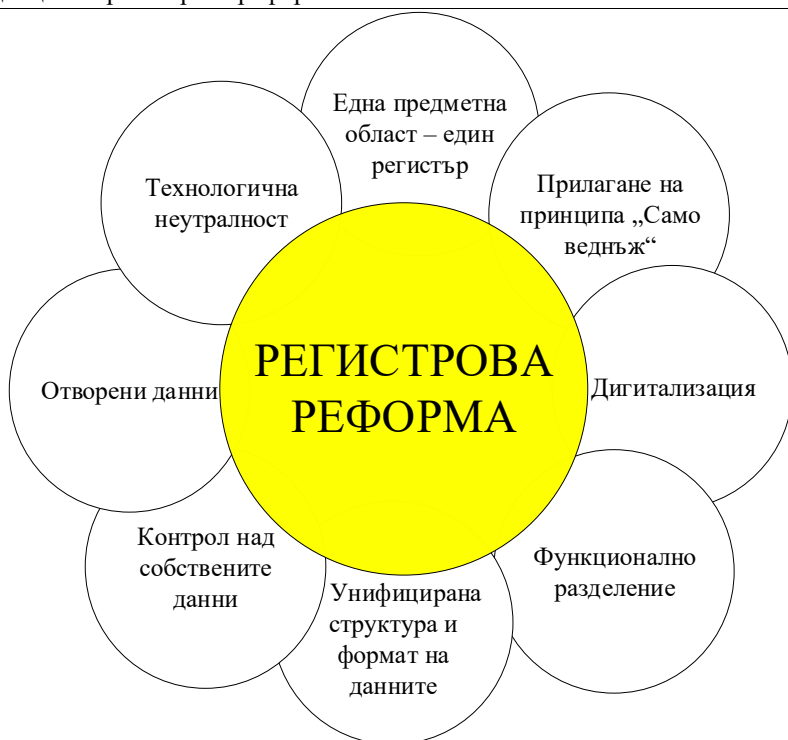 Една предметна
област – един
регистър
Прилагане на
принципа „Само
веднъж“
Дигитализация
Функционално
разделение
Унифицирана
структура и
формат на
данните
Контрол над
собствените
данни
Отворени данни
Технологична
неутралност
РЕГИСТРОВА
РЕФОРМА